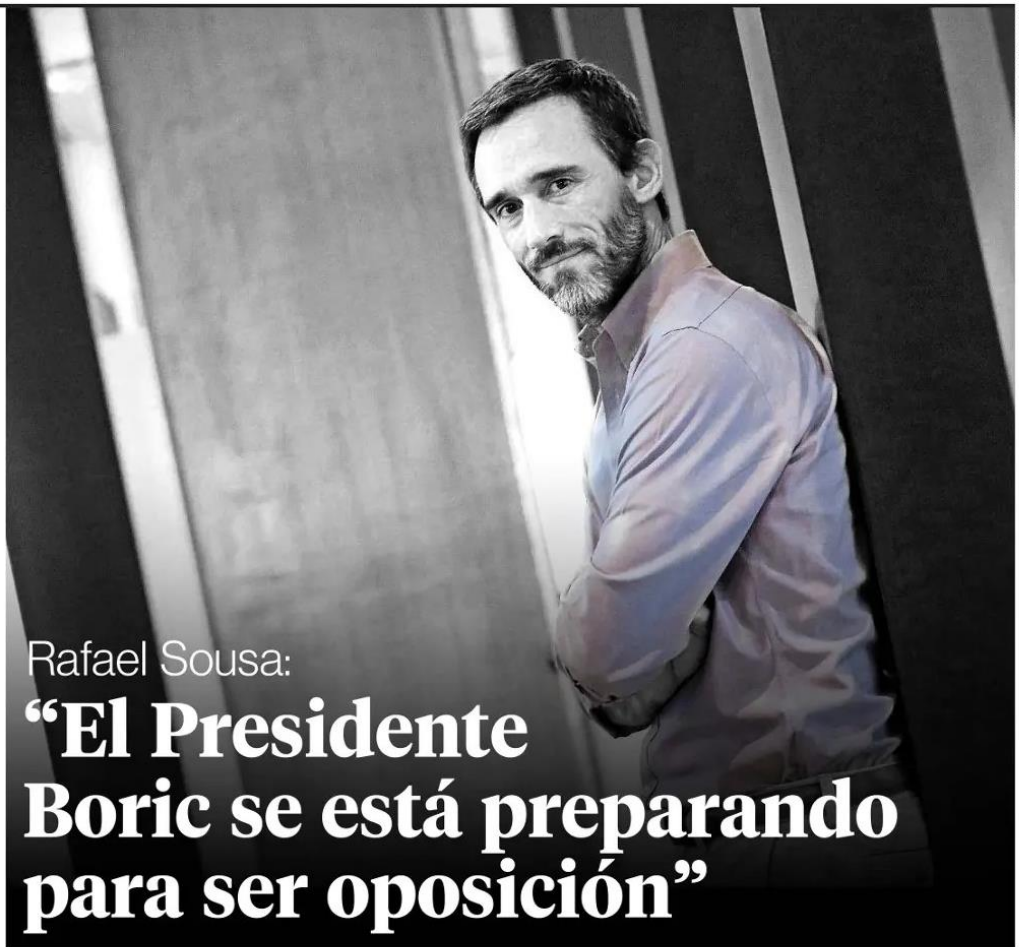 Rafael Sousa:
“El Presidente
Boric se está preparando
para ser oposición”